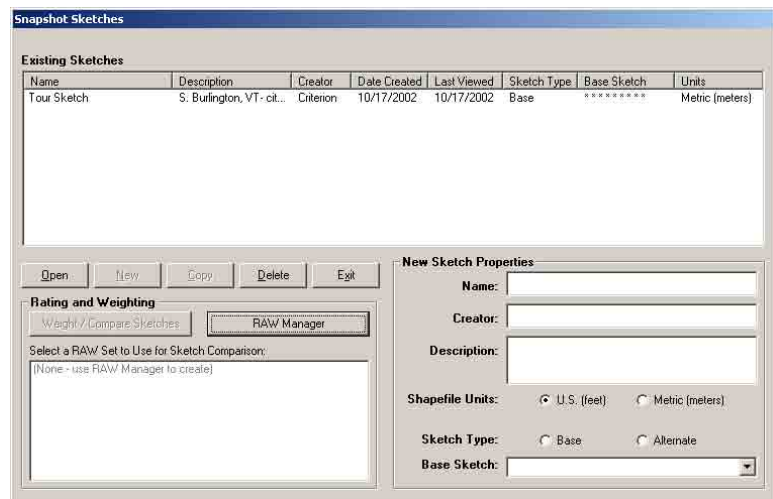 Snapshot Sketches
Existing Sketches
Name Description Creator Date Created Last Viewed Sketch Type Base Sketch Units
Tour Sketch S. Burlington, VT- cit... Criterion 10/17/2002 10/17/2002 Base ********* Metric (meters)
Open New Copy Delete Exit
Rating and Weighting
Weight / Compare Sketches RAW Manager
Select a RAW Set to Use for Sketch Comparison:
(None - use RAW Manager to create)
New Sketch Properties
Name:
Creator:
Description:
Shapefile Units: U.S. (feet) Metric (meters)
Sketch Type: Base Alternate
Base Sketch: